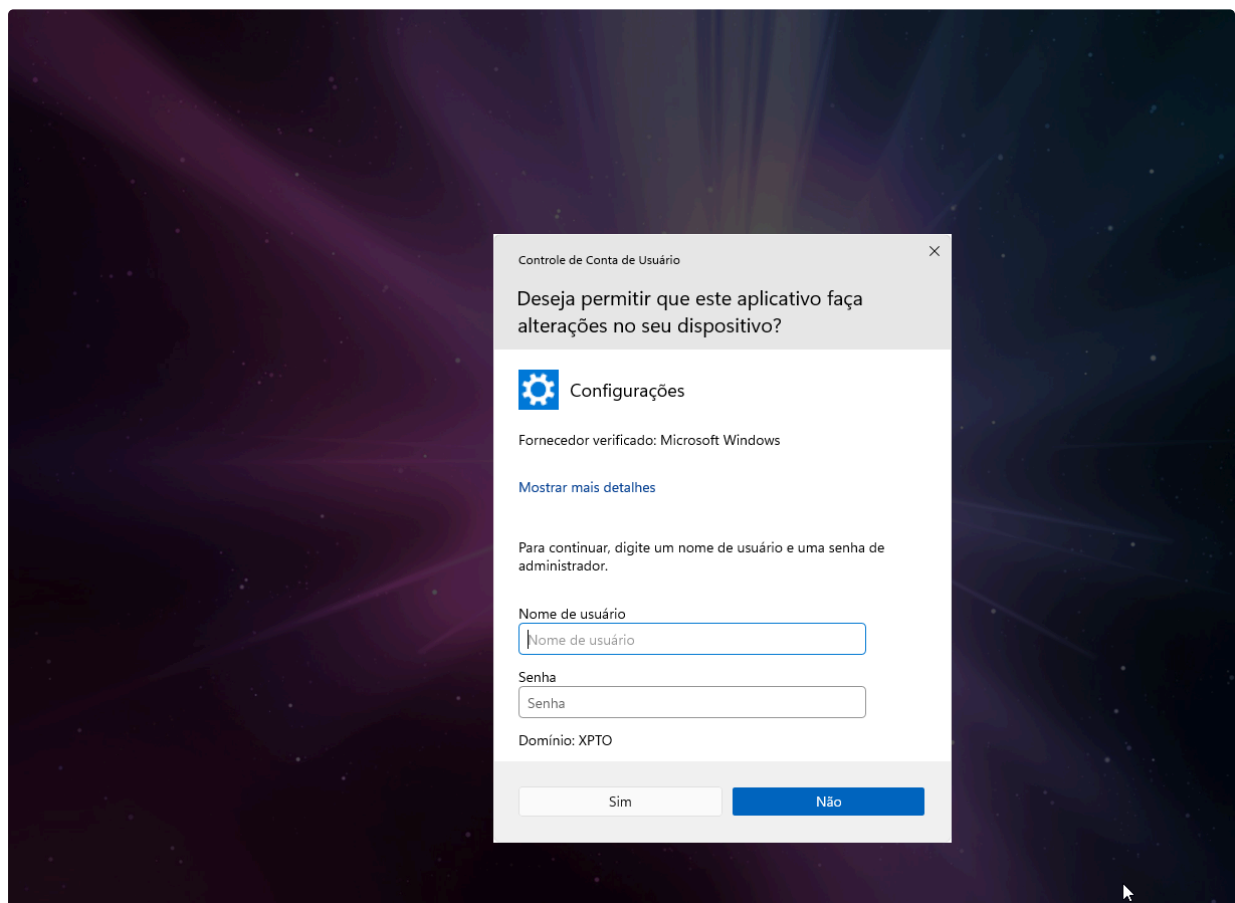 Controle de Conta de Usuário
Deseja permitir que este aplicativo faça
alterações no seu dispositivo?
Configurações
Fornecedor verificado: Microsoft Windows
Mostrar mais detalhes
Para continuar, digite um nome de usuário e uma senha de
administrador.
Nome de usuário
Nome de usuário
Senha
Senha
Domínio: XPTO
Sim
Não